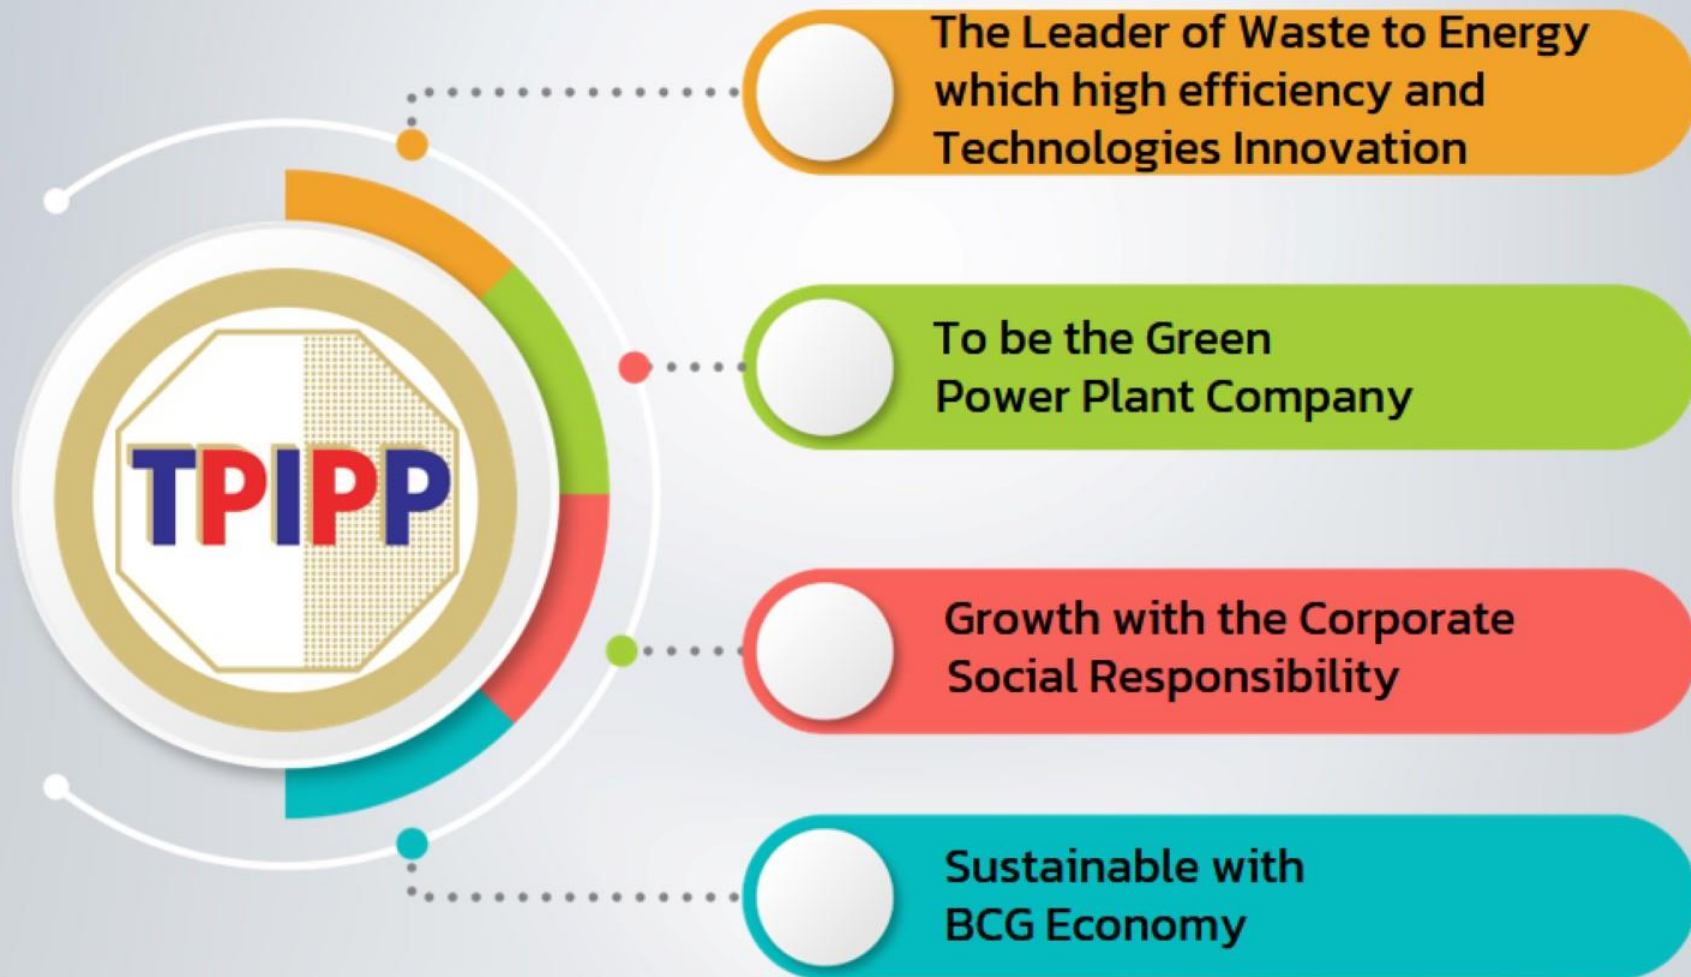 TPIPP
The Leader of Waste to Energy
which high efficiency and
Technologies Innovation
To be the Green
Power Plant Company
Growth with the Corporate
Social Responsibility
Sustainable with
BCG Economy